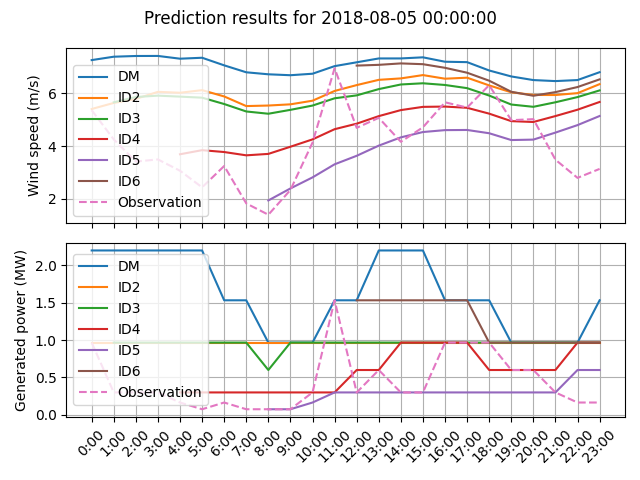 Prediction results for 2018-08-05 00:00:00
Wind speed (m/s)
6
4
2
DM
ID2
ID3
ID4
ID5
ID6
Observation
Generated power (MW)
2.0
1.5
1.0
0.5
0.0
DM
ID2
ID3
ID4
ID5
ID6
Observation
0:00
1:00
2:00
3:00
4:00
5:00
6:00
7:00
8:00
9:00
10:00
11:00
12:00
13:00
14:00
15:00
16:00
17:00
18:00
19:00
20:00
21:00
22:00
23:00